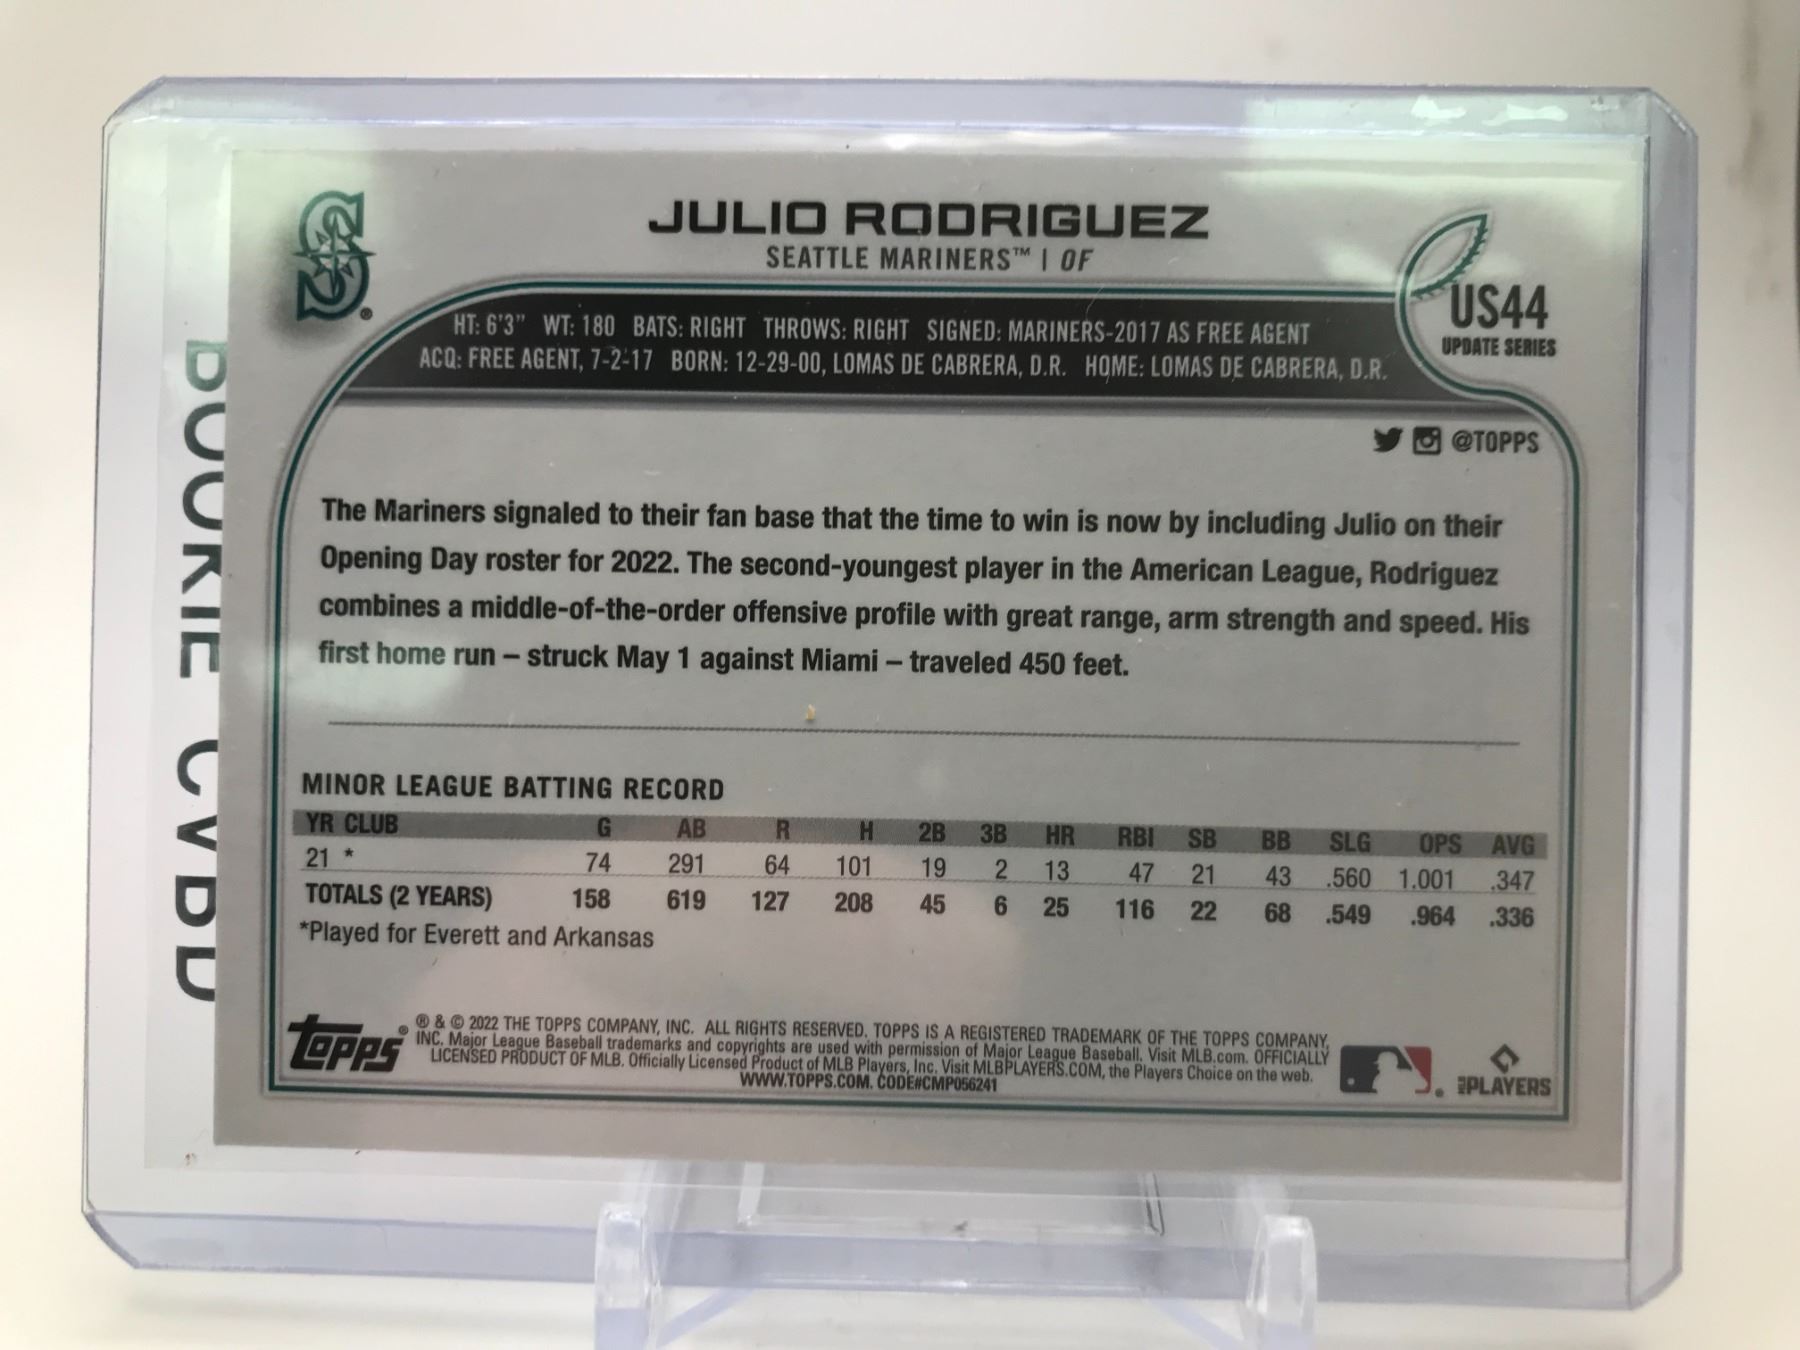 JULIO RODRIGUEZ
SEATTLE MARINERS™ | OF
US44
UPDATE SERIES
HT: 6'3" WT: 180 BATS: RIGHT THROWS: RIGHT SIGNED: MARINERS-2017 AS FREE AGENT
ACQ: FREE AGENT, 7-2-17 BORN: 12-29-00, LOMAS DE CABRERA, D.R. HOME: LOMAS DE CABRERA, D.R.
@TOPPS
The Mariners signaled to their fan base that the time to win is now by including Julio on their
Opening Day roster for 2022. The second-youngest player in the American League, Rodriguez
combines a middle-of-the-order offensive profile with great range, arm strength and speed. His
first home run – struck May 1 against Miami – traveled 450 feet.
MINOR LEAGUE BATTING RECORD
YR CLUB G AB R H 2B 3B HR RBI SB BB SLG OPS AVG
21 * 74 291 64 101 19 2 13 47 21 43 .560 1.001 .347
TOTALS (2 YEARS) 158 619 127 208 45 6 25 116 22 68 .549 .964 .336
*Played for Everett and Arkansas
Topps®
® & © 2022 THE TOPPS COMPANY, INC. ALL RIGHTS RESERVED. TOPPS IS A REGISTERED TRADEMARK OF THE TOPPS COMPANY,
INC. Major League Baseball trademarks and copyrights are used with permission of Major League Baseball. Visit MLB.com. OFFICIALLY
LICENSED PRODUCT OF MLB. Officially Licensed Product of MLB Players, Inc. Visit MLBPLAYERS.COM, the Players Choice on the web.
WWW.TOPPS.COM. CODE#CMP056241
PLAYERS